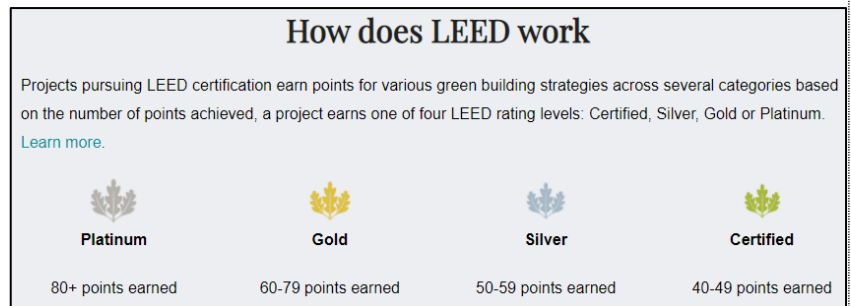 How does LEED work
Projects pursuing LEED certification earn points for various green building strategies across several categories based
on the number of points achieved, a project earns one of four LEED rating levels: Certified, Silver, Gold or Platinum.
Learn more.
Platinum Gold Silver Certified
80+ points earned 60-79 points earned 50-59 points earned 40-49 points earned